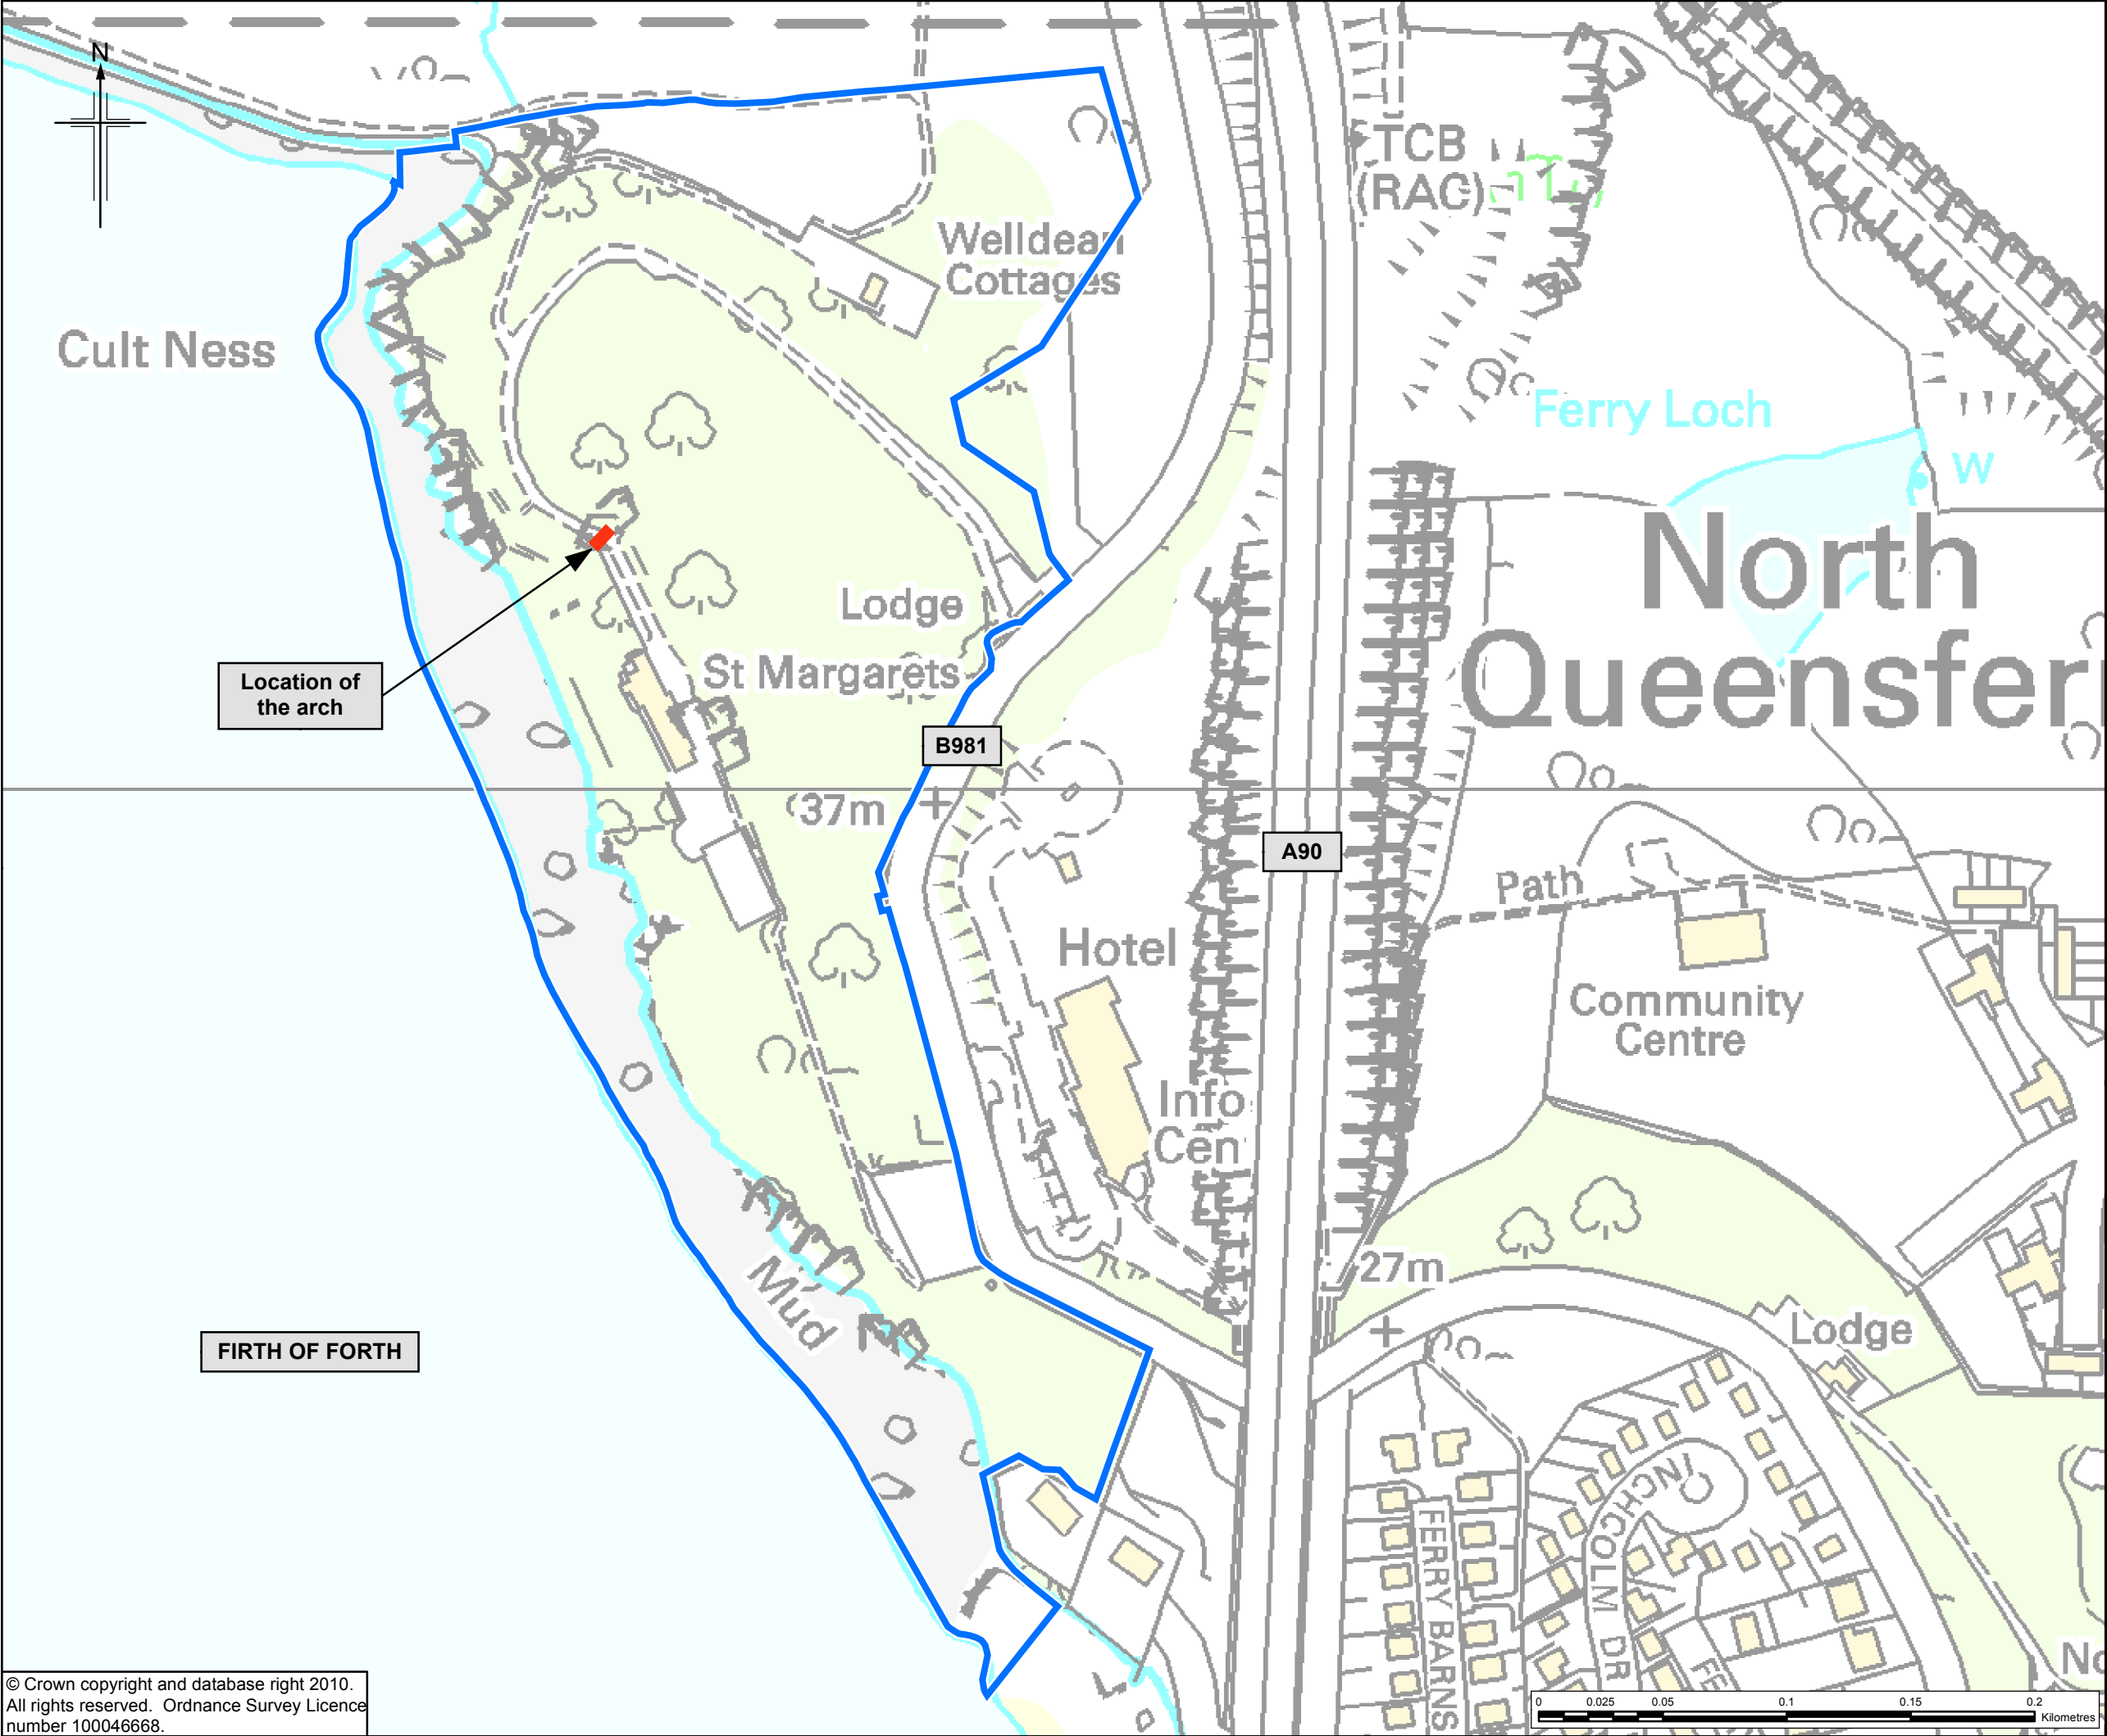 N
TCB
(RAC)
Welldean
Cottages
Cult Ness
Ferry Loch
W
North
Queensfer
Lodge
St Margarets
Location of
the arch
B981
37m
A90
Path
Hotel
Community
Centre
Info
Cen
Mud
27m
Lodge
FIRTH OF FORTH
INCHCOLM DR
FERRY BARNS
FE
No
© Crown copyright and database right 2010.
All rights reserved. Ordnance Survey Licence
number 100046668.
0 0.025 0.05 0.1 0.15 0.2
Kilometres